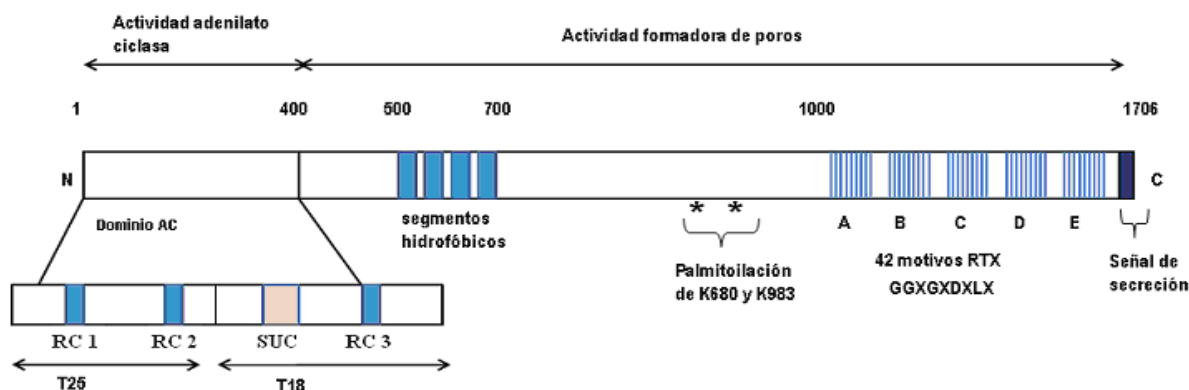 Actividad adenilato
ciclasa
Actividad formadora de poros
1 400 500 700 1000 1706
N
C
Dominio AC
segmentos
hidrofóbicos
* *
Palmitoilación
de K680 y K983
A B C D E
42 motivos RTX
GGXGXDXLX
Señal de
secreción
RC 1 RC 2 SUC RC 3
T25 T18